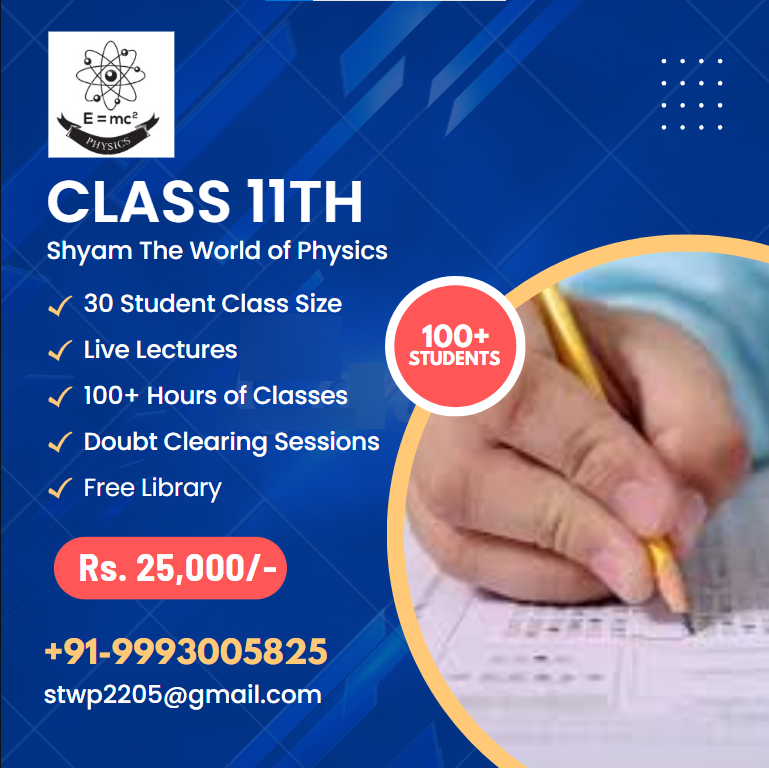 E = mc²
PHYSICS
CLASS 11TH
Shyam The World of Physics
30 Student Class Size
Live Lectures
100+ Hours of Classes
Doubt Clearing Sessions
Free Library
100+
STUDENTS
Rs. 25,000/-
+91-9993005825
stwp2205@gmail.com